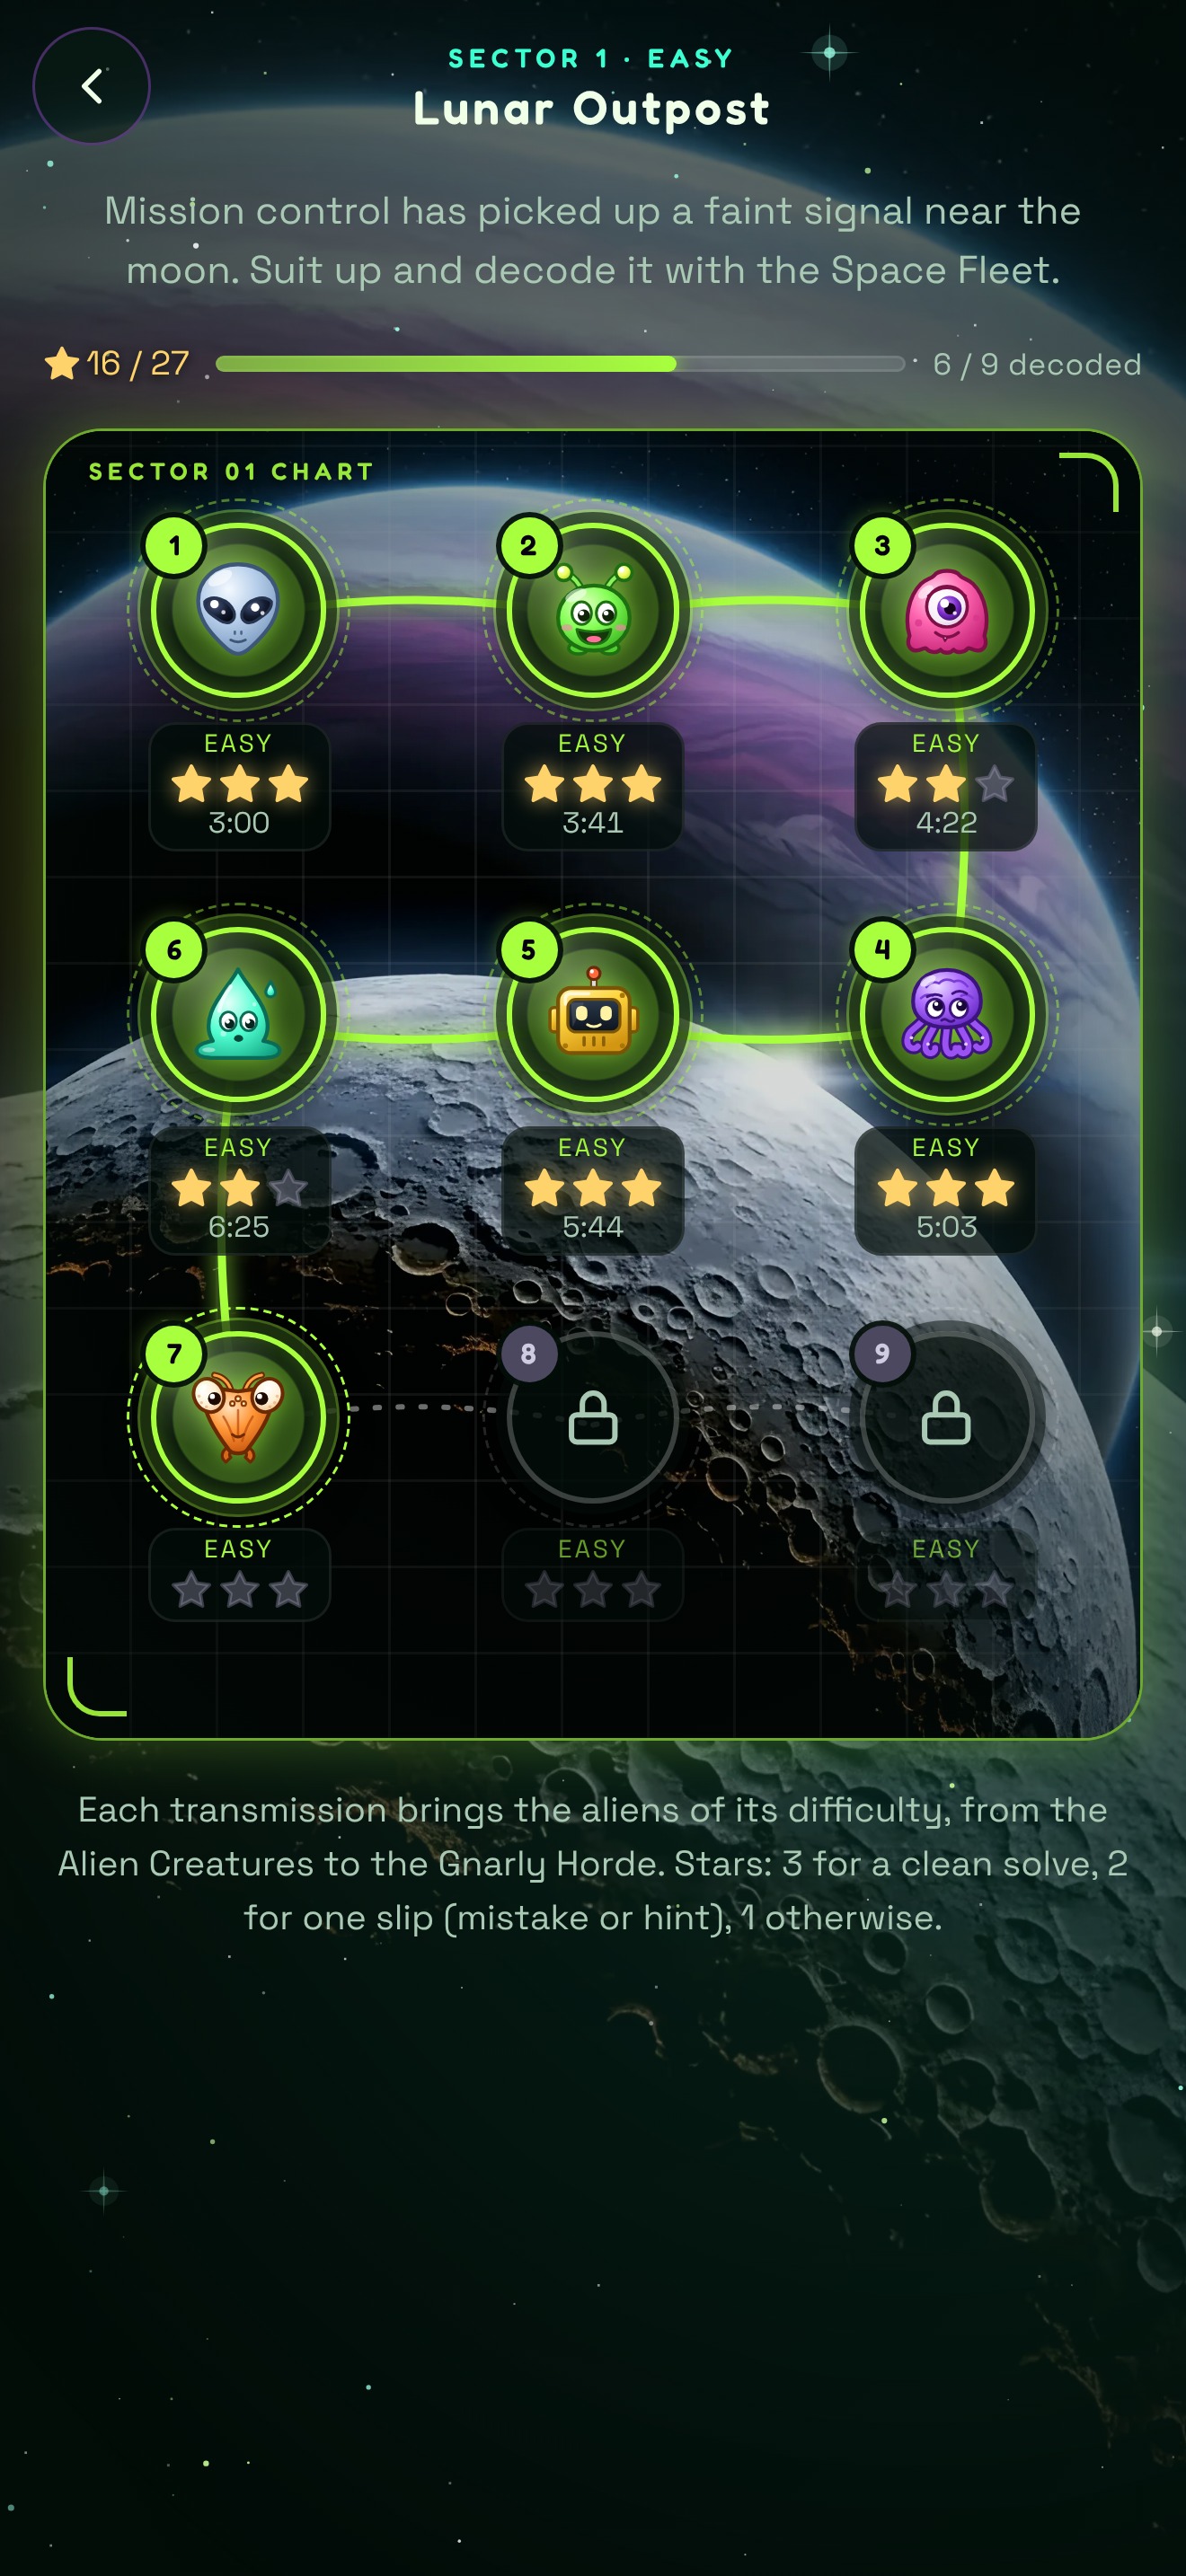 SECTOR 1 · EASY
Lunar Outpost
Mission control has picked up a faint signal near the
moon. Suit up and decode it with the Space Fleet.
16 / 27
6 / 9 decoded
SECTOR 01 CHART
1
2
3
EASY
3:00
EASY
3:41
EASY
4:22
6
5
4
EASY
6:25
EASY
5:44
EASY
5:03
7
8
9
EASY
EASY
EASY
Each transmission brings the aliens of its difficulty, from the
Alien Creatures to the Gnarly Horde. Stars: 3 for a clean solve, 2
for one slip (mistake or hint), 1 otherwise.